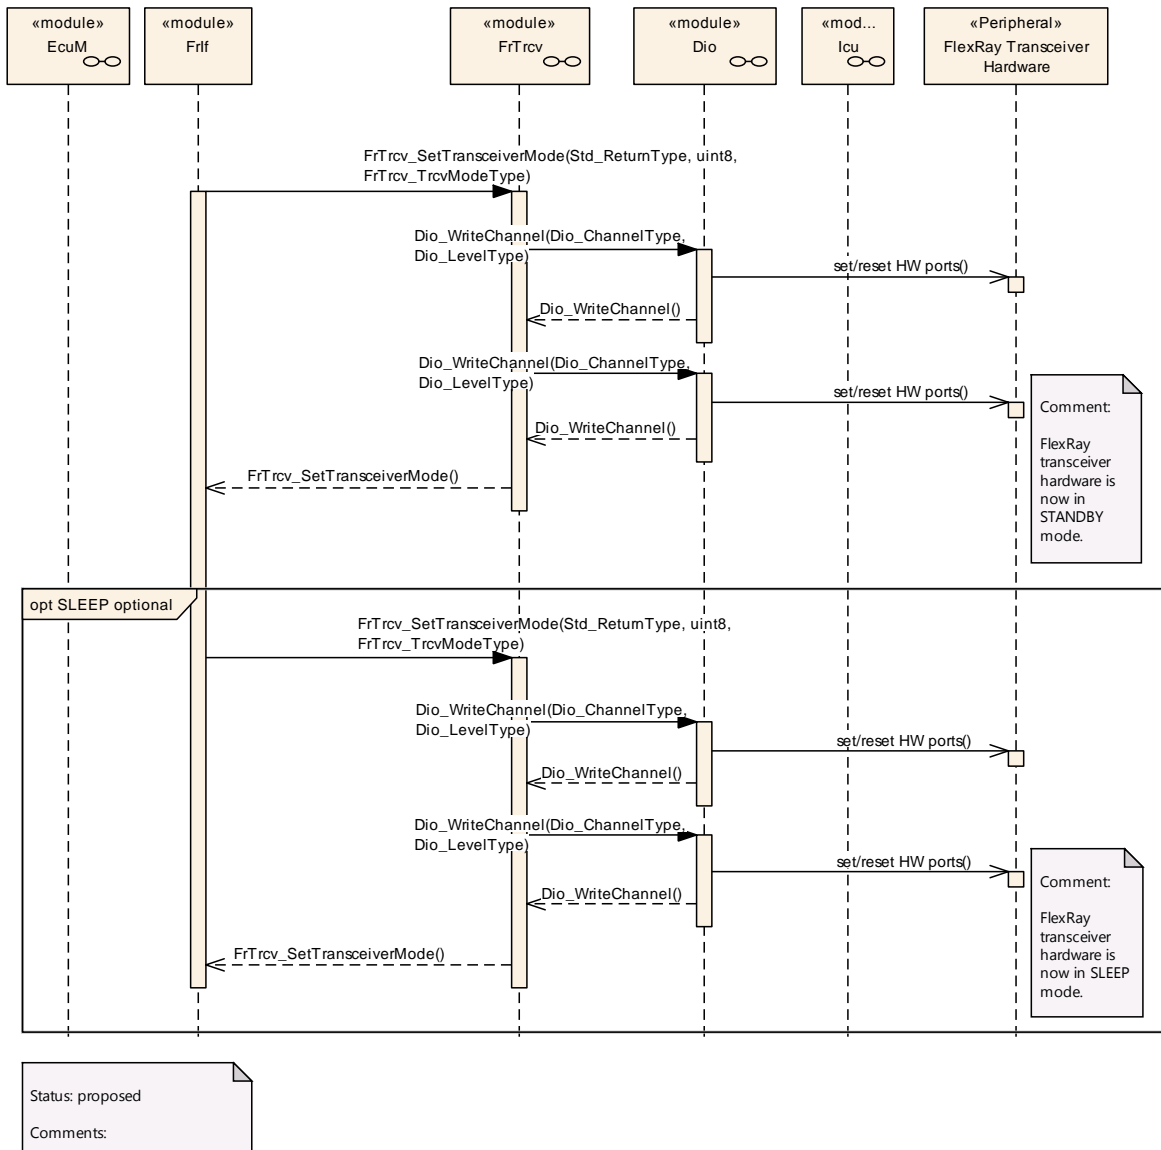 «module»
EcuM
«module»
FrIf
«module»
FrTrcv
«module»
Dio
«mod...
Icu
«Peripheral»
FlexRay Transceiver
Hardware
FrTrcv_SetTransceiverMode(Std_ReturnType, uint8,
FrTrcv_TrcvModeType)
Dio_WriteChannel(Dio_ChannelType,
Dio_LevelType)
set/reset HW ports()
Dio_WriteChannel()
Dio_WriteChannel(Dio_ChannelType,
Dio_LevelType)
set/reset HW ports()
Dio_WriteChannel()
FrTrcv_SetTransceiverMode()
Comment:
FlexRay
transceiver
hardware is
now in
STANDBY
mode.
opt SLEEP optional
FrTrcv_SetTransceiverMode(Std_ReturnType, uint8,
FrTrcv_TrcvModeType)
Dio_WriteChannel(Dio_ChannelType,
Dio_LevelType)
set/reset HW ports()
Dio_WriteChannel()
Dio_WriteChannel(Dio_ChannelType,
Dio_LevelType)
set/reset HW ports()
Dio_WriteChannel()
FrTrcv_SetTransceiverMode()
Comment:
FlexRay
transceiver
hardware is
now in SLEEP
mode.
Status: proposed
Comments: